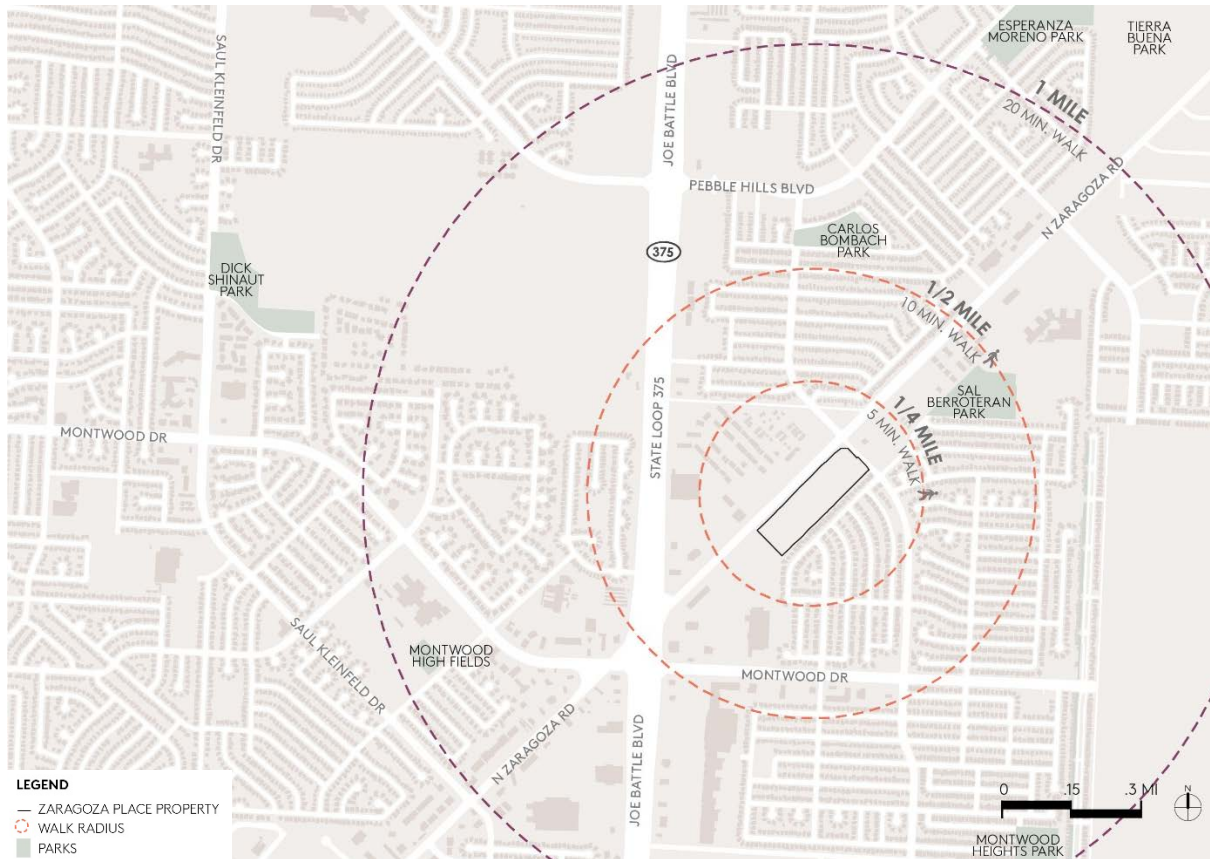 ESPERANZA
MORENO PARK
TIERRA
BUENA
PARK
SAUL KLEINFELD DR
JOE BATTLE BLVD
1 MILE
20 MIN. WALK
PEBBLE HILLS BLVD
N ZARAGOZA RD
CARLOS
BOMBACH
PARK
375
DICK
SHINAUT
PARK
1/2 MILE
10 MIN. WALK
SAL
BERROTERAN
PARK
1/4 MILE
5 MIN. WALK
STATE LOOP 375
MONTWOOD DR
MONTWOOD
HIGH FIELDS
SAUL KLEINFELD DR
MONTWOOD DR
N ZARAGOZA RD
JOE BATTLE BLVD
LEGEND
ZARAGOZA PLACE PROPERTY
WALK RADIUS
PARKS
0 .15 .3 MI
N
MONTWOOD
HEIGHTS PARK